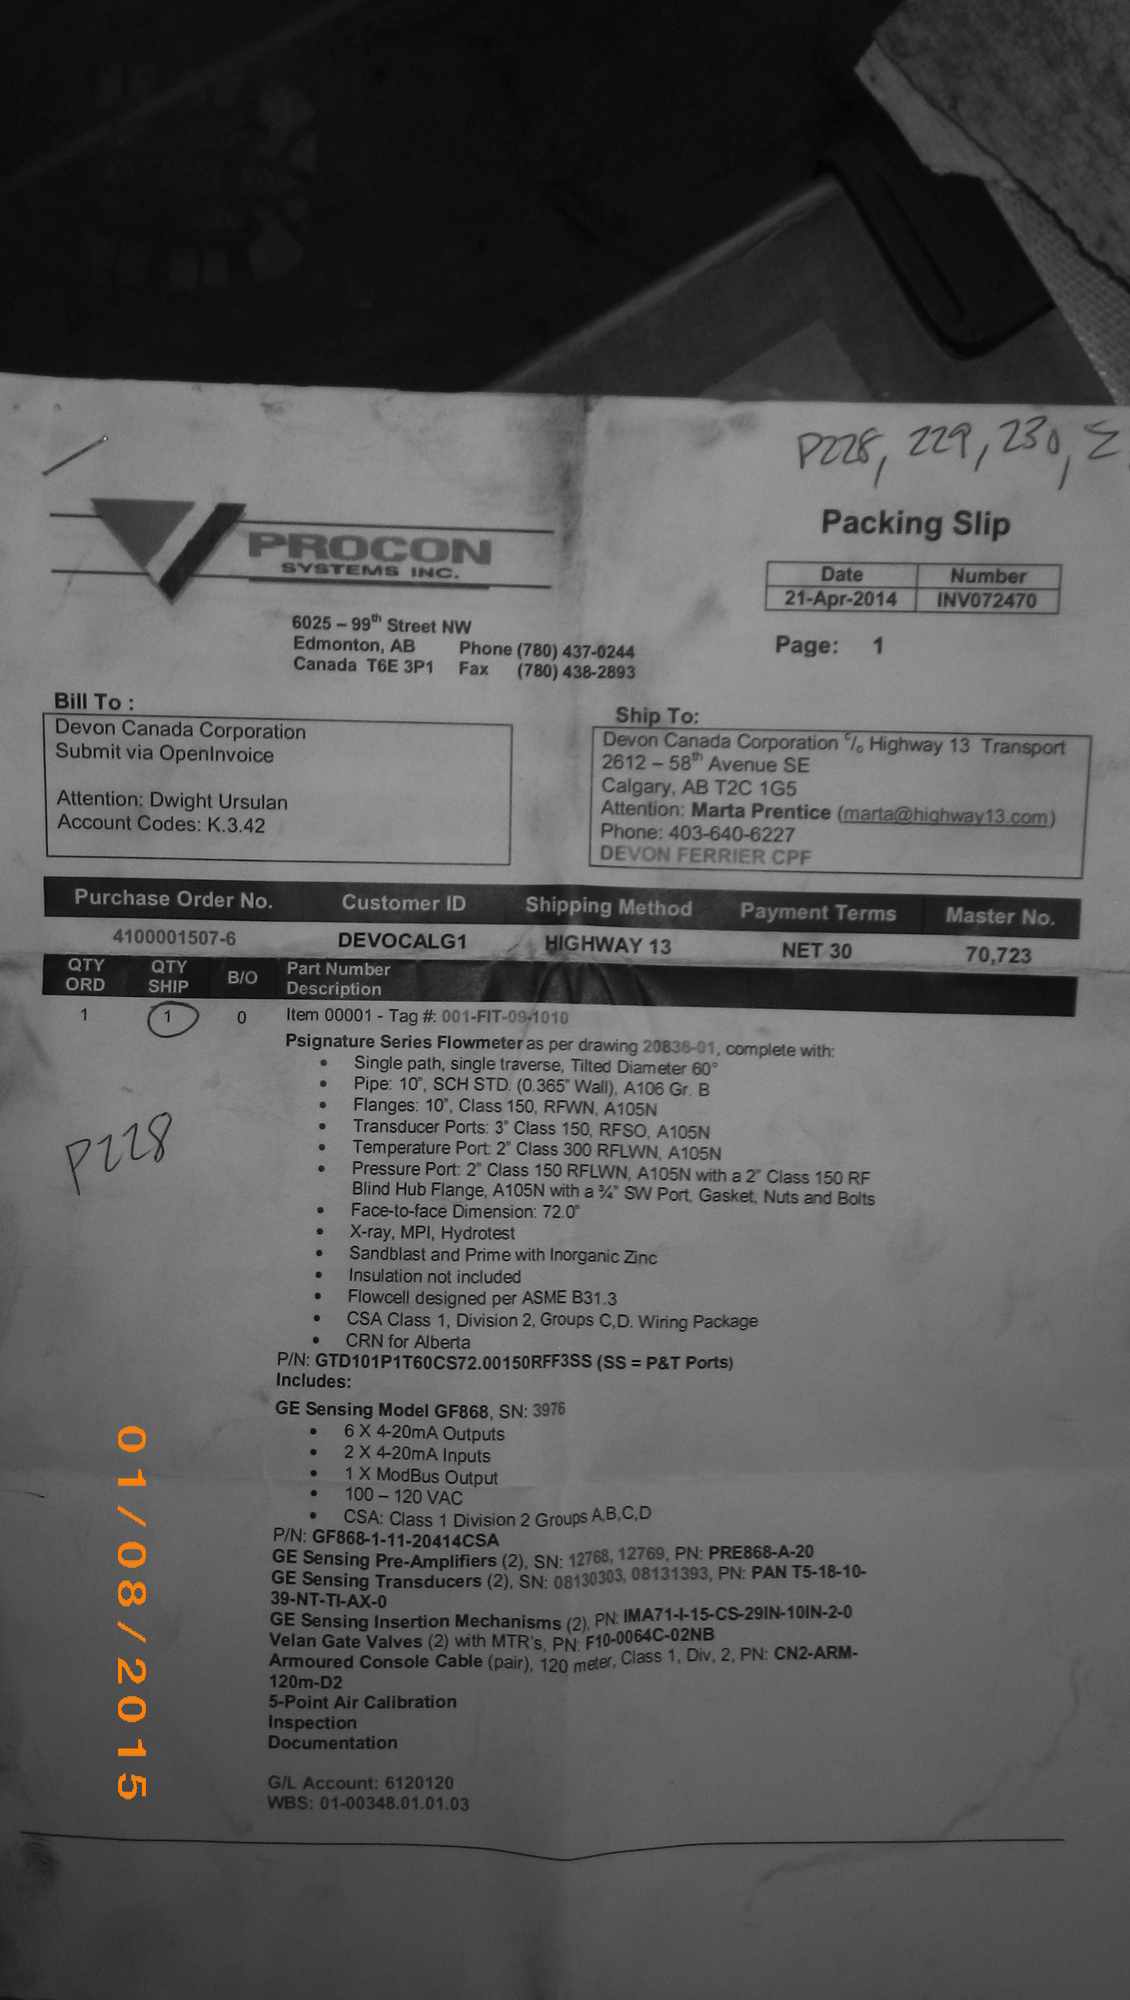 P228, 229, 230, Σ
PROCON
SYSTEMS INC.
Packing Slip
Date Number
21-Apr-2014 INV072470
Page: 1
6025 – 99th Street NW
Edmonton, AB Phone (780) 437-0244
Canada T6E 3P1 Fax (780) 438-2893
Bill To :
Devon Canada Corporation
Submit via OpenInvoice
Attention: Dwight Ursulan
Account Codes: K.3.42
Ship To:
Devon Canada Corporation c/o Highway 13 Transport
2612 – 58th Avenue SE
Calgary, AB T2C 1G5
Attention: Marta Prentice (marta@highway13.com)
Phone: 403-640-6227
DEVON FERRIER CPF
Purchase Order No. Customer ID Shipping Method Payment Terms Master No.
4100001507-6 DEVOCALG1 HIGHWAY 13 NET 30 70,723
QTY ORD QTY SHIP B/O Part Number Description
1 1 0 Item 00001 - Tag #: 001-FIT-09-1010
Psignature Series Flowmeter as per drawing 20836-01, complete with:
• Single path, single traverse, Tilted Diameter 60°
• Pipe: 10", SCH STD. (0.365" Wall), A106 Gr. B
• Flanges: 10", Class 150, RFWN, A105N
• Transducer Ports: 3" Class 150, RFSO, A105N
• Temperature Port: 2" Class 300 RFLWN, A105N
• Pressure Port: 2" Class 150 RFLWN, A105N with a 2" Class 150 RF
Blind Hub Flange, A105N with a ¾" SW Port, Gasket, Nuts and Bolts
• Face-to-face Dimension: 72.0"
• X-ray, MPI, Hydrotest
• Sandblast and Prime with Inorganic Zinc
• Insulation not included
• Flowcell designed per ASME B31.3
• CSA Class 1, Division 2, Groups C,D. Wiring Package
• CRN for Alberta
P228
P/N: GTD101P1T60CS72.00150RFF3SS (SS = P&T Ports)
Includes:
GE Sensing Model GF868, SN: 3976
• 6 X 4-20mA Outputs
• 2 X 4-20mA Inputs
• 1 X ModBus Output
• 100 – 120 VAC
• CSA: Class 1 Division 2 Groups A,B,C,D
P/N: GF868-1-11-20414CSA
GE Sensing Pre-Amplifiers (2), SN: 12768, 12769, PN: PRE868-A-20
GE Sensing Transducers (2), SN: 08130303, 08131393, PN: PAN T5-18-10-
39-NT-TI-AX-0
GE Sensing Insertion Mechanisms (2), PN: IMA71-I-15-CS-29IN-10IN-2-0
Velan Gate Valves (2) with MTR's, PN: F10-0064C-02NB
Armoured Console Cable (pair), 120 meter, Class 1, Div, 2, PN: CN2-ARM-
120m-D2
5-Point Air Calibration
Inspection
Documentation
G/L Account: 6120120
WBS: 01-00348.01.01.03
01/08/2015